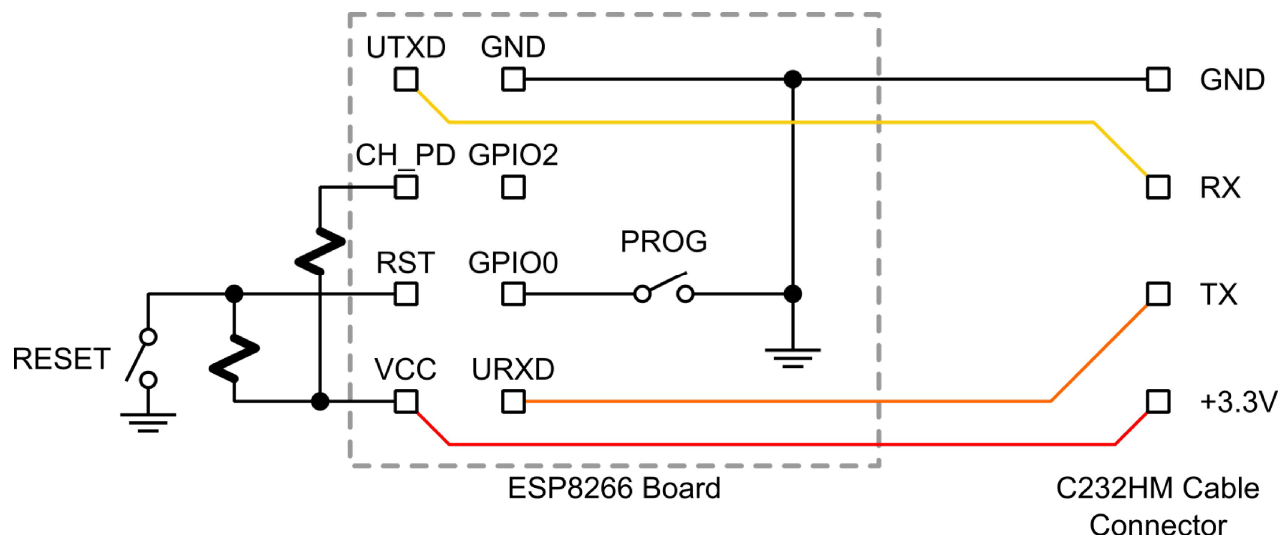 UTXD GND
GND
CH_PD GPIO2
RX
PROG
RST GPIO0
TX
RESET
VCC URXD
+3.3V
ESP8266 Board
C232HM Cable
Connector